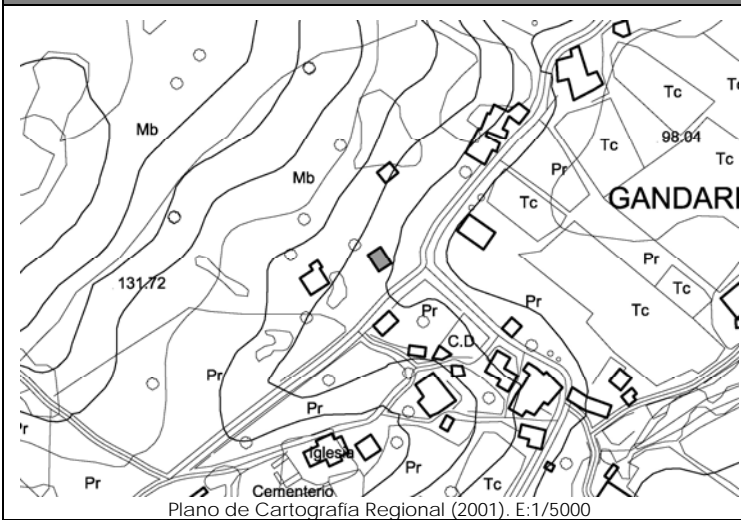 Tc
Tc
Mb
Tc
98.04
Tc
Mb
Pr
Tc
GANDARI
Pr
131.72
Tc
Pr
Tc
Pr
C.D.
Pr
Pr
Iglesia
Pr
Pr
Tc
Cementerio
Plano de Cartografía Regional (2001). E:1/5000